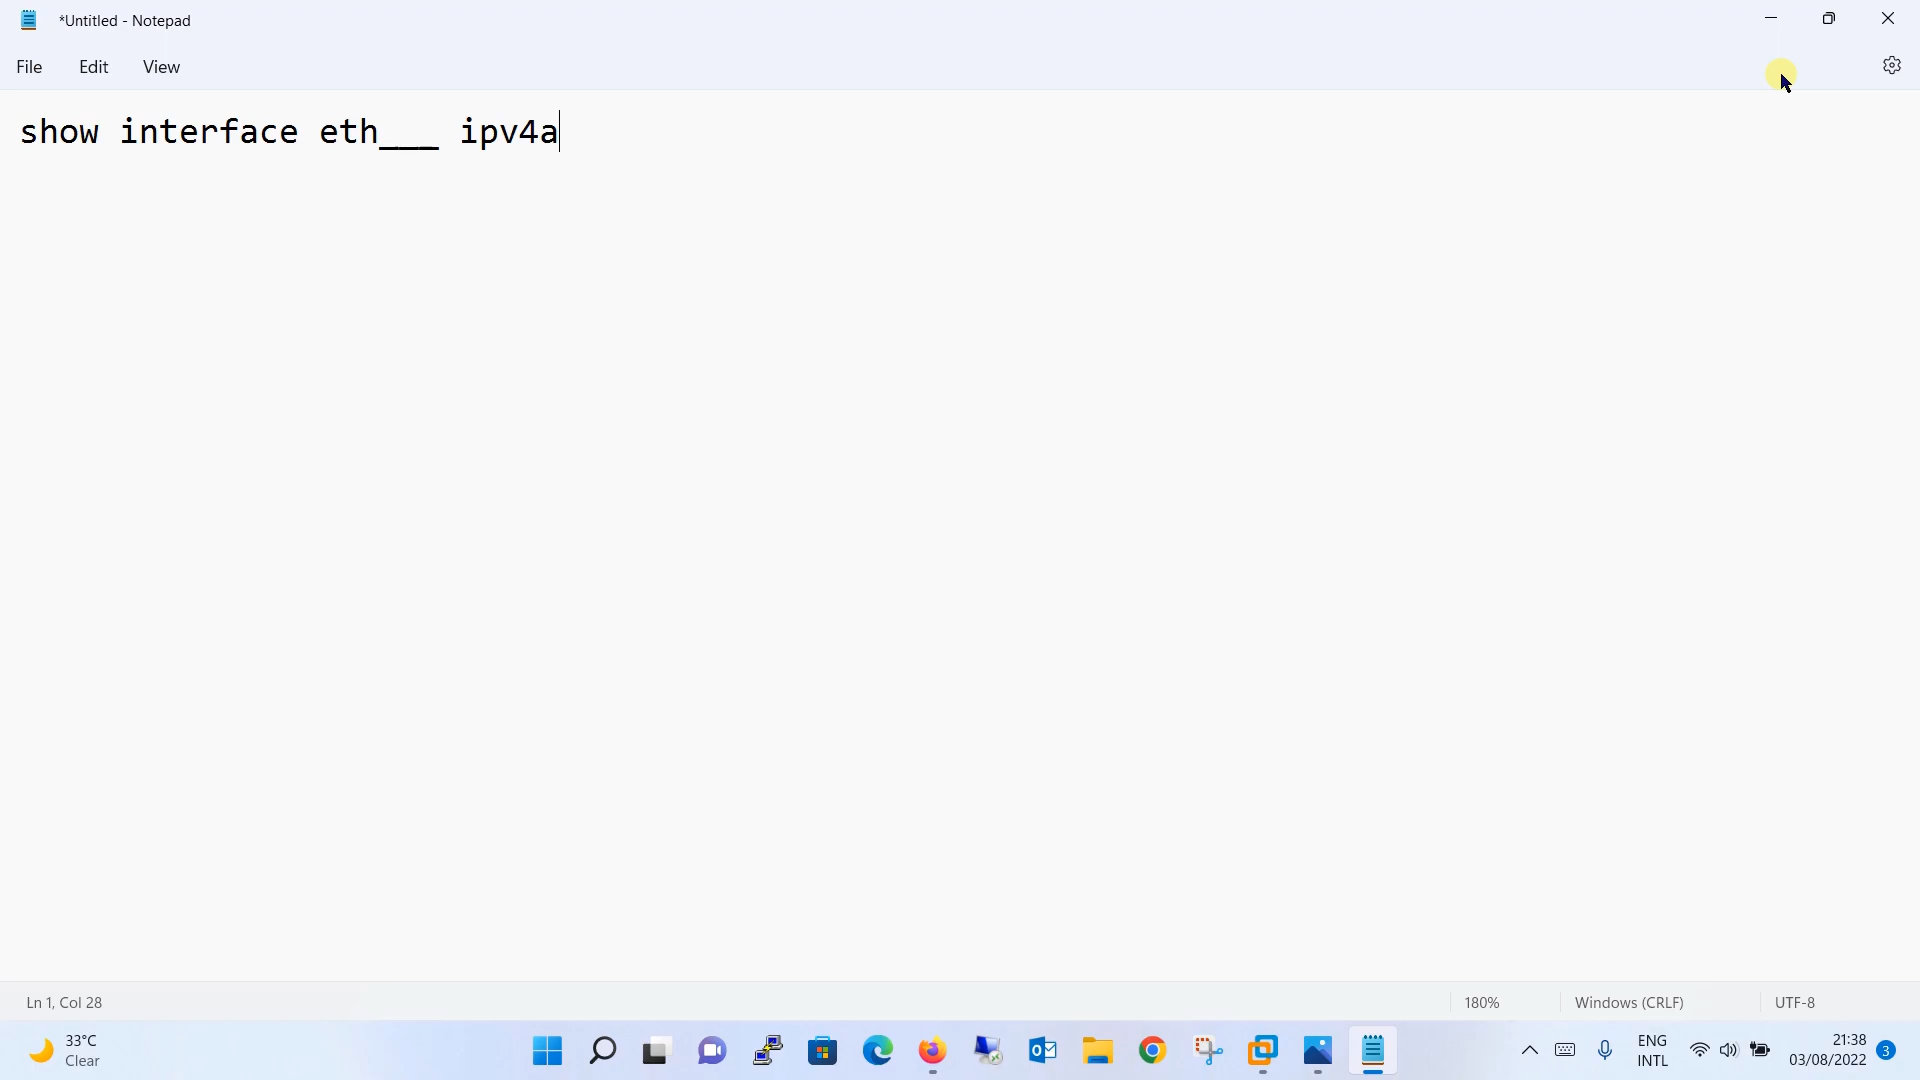 *Untitled - Notepad
File Edit View
show interface eth___ ipv4a
Ln 1, Col 28 180% Windows (CRLF) UTF-8
33°C
Clear
ENG
INTL
21:38
03/08/2022
3